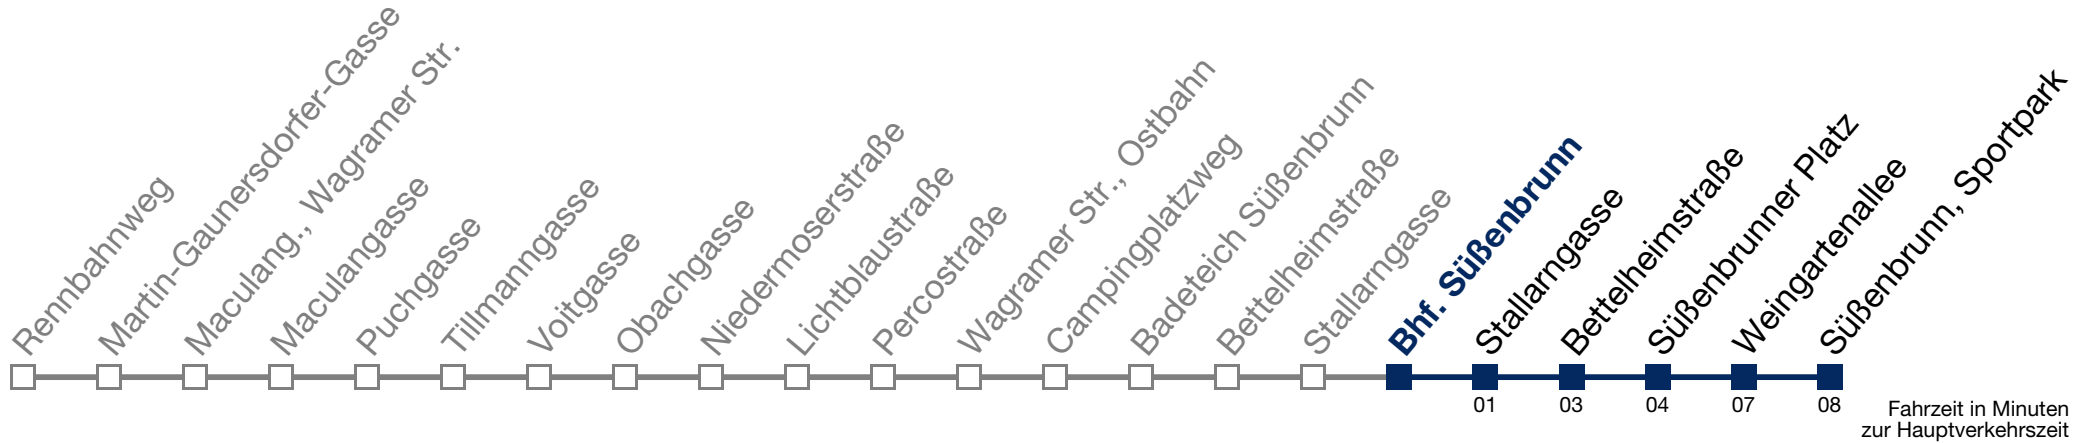 Rennbahnweg
Martin-Gaunersdorfer-Gasse
Maculang., Wagramer Str.
Maculangasse
Puchgasse
Tillmanngasse
Voitgasse
Obachgasse
Niedermoserstraße
Lichtblaustraße
Percostraße
Wagramer Str., Ostbahn
Campingplatzweg
Badeteich Süßenbrunn
Bettelheimstraße
Stallarngasse
Bhf. Süßenbrunn
Stallarngasse
Bettelheimstraße
Süßenbrunner Platz
Weingartenallee
Süßenbrunn, Sportpark
01 03 04 07 08
Fahrzeit in Minuten
zur Hauptverkehrszeit